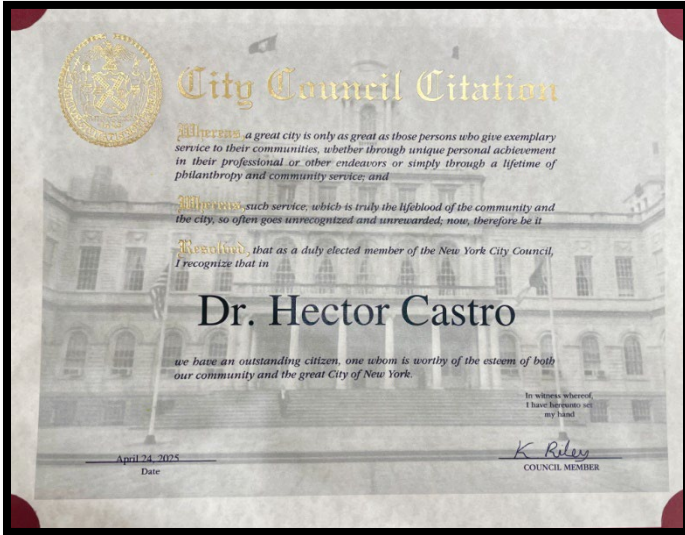 City Council Citation
Whereas, a great city is only as great as those persons who give exemplary
service to their communities, whether through unique personal achievement
in their professional or other endeavors or simply through a lifetime of
philanthropy and community service; and
Whereas, such service, which is truly the lifeblood of the community and
the city, so often goes unrecognized and unrewarded; now, therefore be it
Resolved, that as a duly elected member of the New York City Council,
I recognize that in
Dr. Hector Castro
we have an outstanding citizen, one whom is worthy of the esteem of both
our community and the great City of New York.
In witness whereof,
I have hereunto set
my hand
April 24, 2025
Date
K Riley
COUNCIL MEMBER